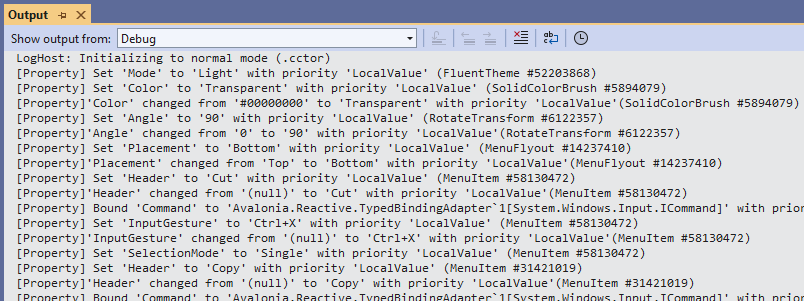 Output
Show output from: Debug
LogHost: Initializing to normal mode (.cctor)
[Property] Set 'Mode' to 'Light' with priority 'LocalValue' (FluentTheme #52203868)
[Property] Set 'Color' to 'Transparent' with priority 'LocalValue' (SolidColorBrush #5894079)
[Property]'Color' changed from '#00000000' to 'Transparent' with priority 'LocalValue'(SolidColorBrush #5894079)
[Property] Set 'Angle' to '90' with priority 'LocalValue' (RotateTransform #6122357)
[Property]'Angle' changed from '0' to '90' with priority 'LocalValue'(RotateTransform #6122357)
[Property] Set 'Placement' to 'Bottom' with priority 'LocalValue' (MenuFlyout #14237410)
[Property]'Placement' changed from 'Top' to 'Bottom' with priority 'LocalValue'(MenuFlyout #14237410)
[Property] Set 'Header' to 'Cut' with priority 'LocalValue' (MenuItem #58130472)
[Property]'Header' changed from '(null)' to 'Cut' with priority 'LocalValue'(MenuItem #58130472)
[Property] Bound 'Command' to 'Avalonia.Reactive.TypedBindingAdapter`1[System.Windows.Input.ICommand]' with prior
[Property] Set 'InputGesture' to 'Ctrl+X' with priority 'LocalValue' (MenuItem #58130472)
[Property]'InputGesture' changed from '(null)' to 'Ctrl+X' with priority 'LocalValue'(MenuItem #58130472)
[Property] Set 'SelectionMode' to 'Single' with priority 'LocalValue' (MenuItem #58130472)
[Property] Set 'Header' to 'Copy' with priority 'LocalValue' (MenuItem #31421019)
[Property]'Header' changed from '(null)' to 'Copy' with priority 'LocalValue'(MenuItem #31421019)
[Property] Bound 'Command' to 'Avalonia.Reactive.TypedBindingAdapter`1[System.Windows.Input.ICommand]' with prior